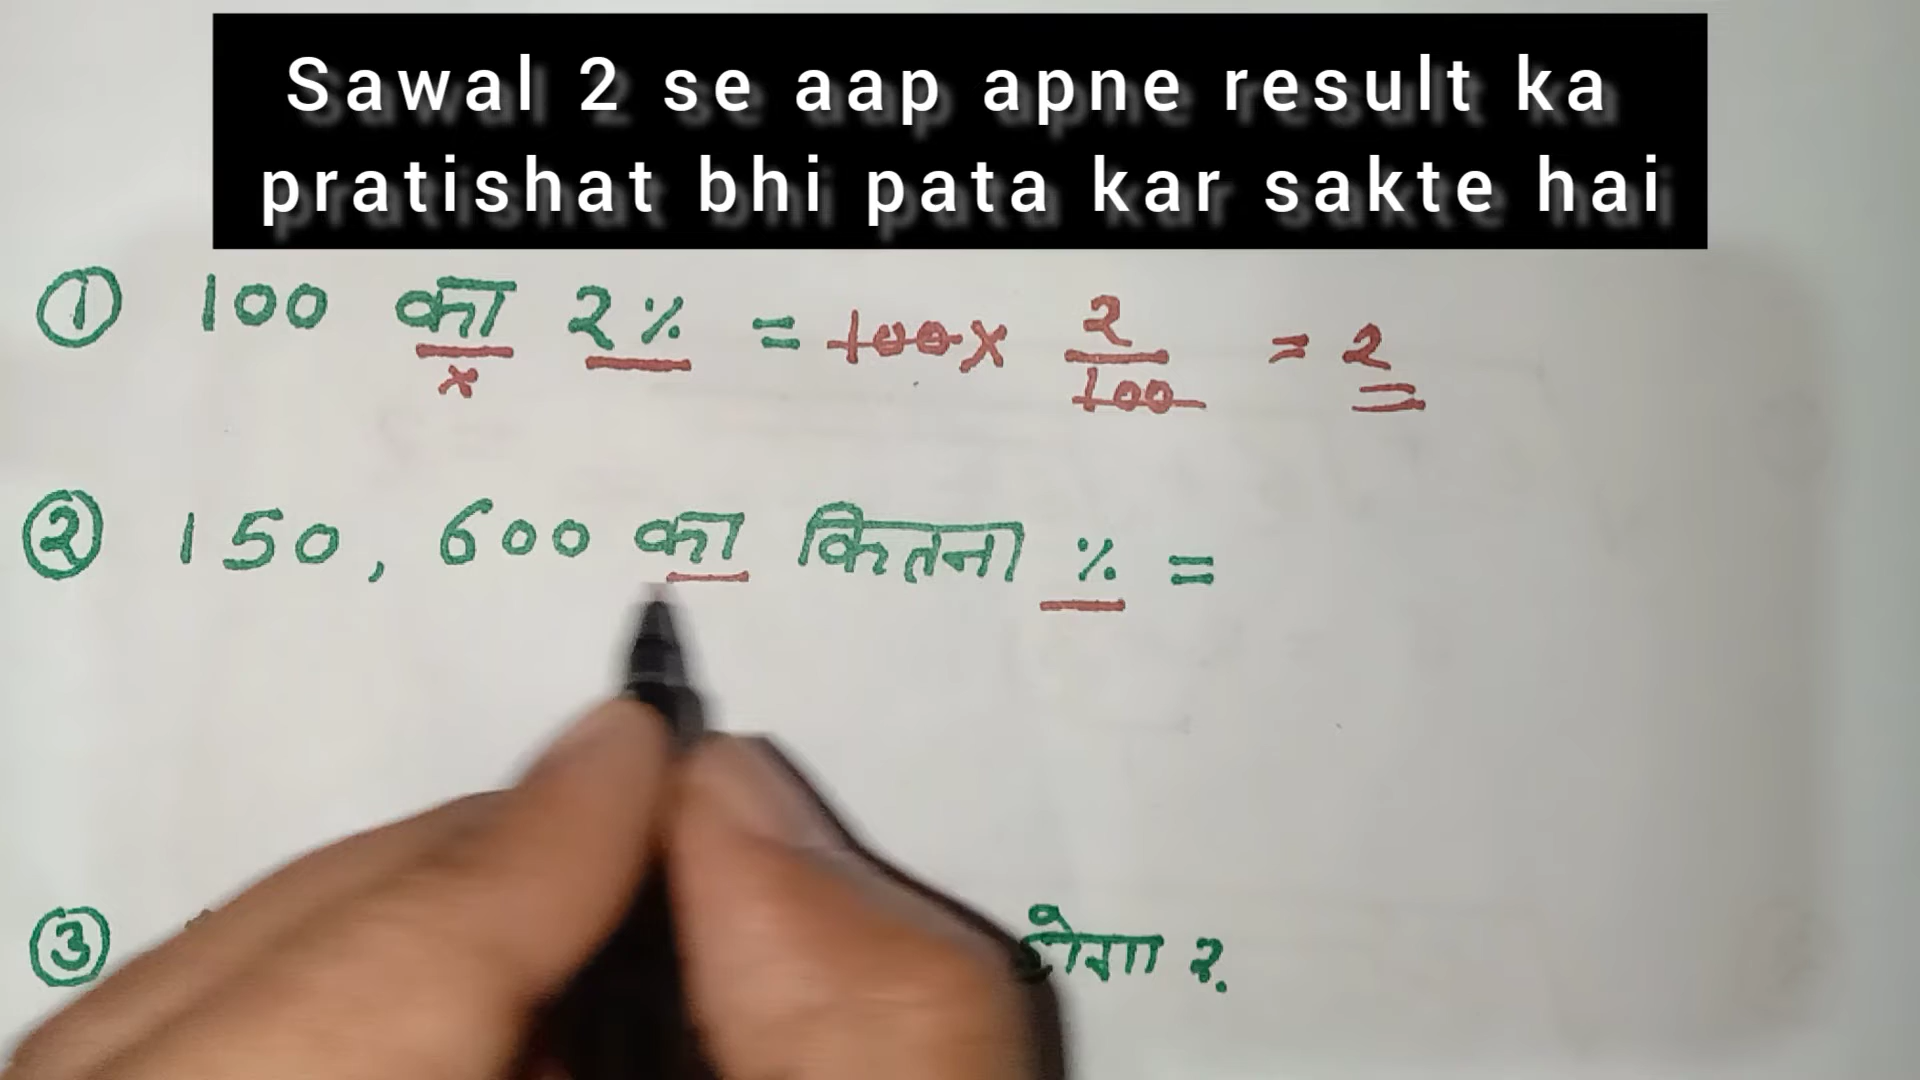 Sawal 2 se aap apne result ka
pratishat bhi pata kar sakte hai
① 100 का 2% = 100 x 2/100 = 2
x
② 150, 600 का कितना % =
③ होगा ?